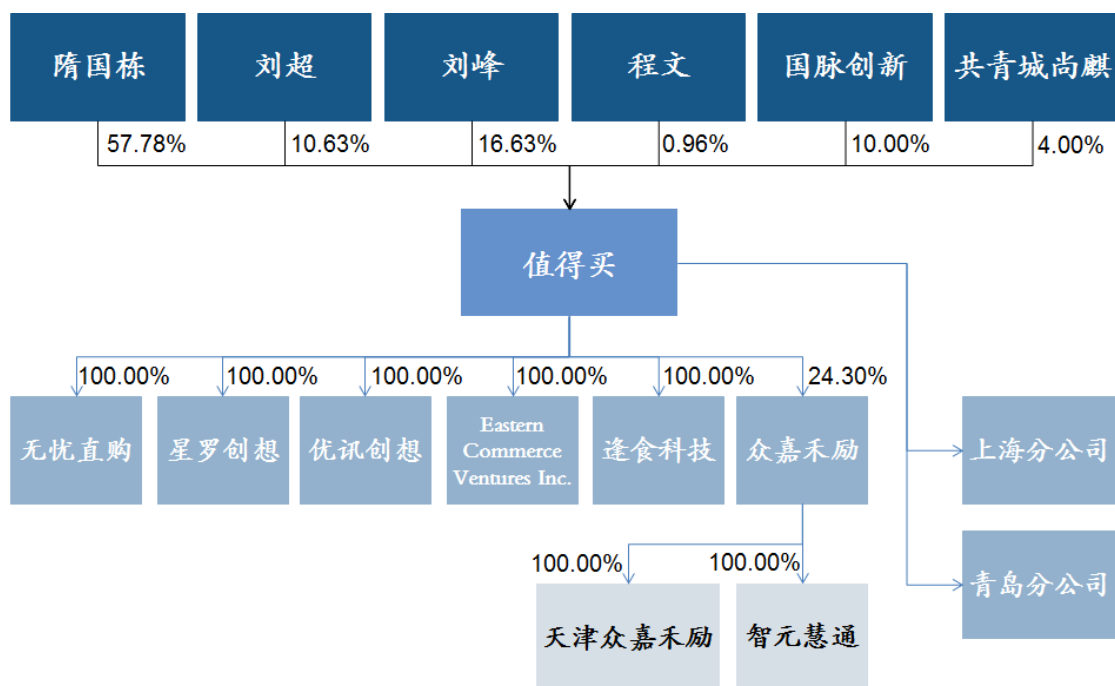 隋国栋
刘超
刘峰
程文
国脉创新
共青城尚麒
57.78%
10.63%
16.63%
0.96%
10.00%
4.00%
值得买
100.00%
100.00%
100.00%
100.00%
100.00%
24.30%
无忧直购
星罗创想
优讯创想
Eastern
Commerce
Ventures Inc.
逢食科技
众嘉禾励
上海分公司
100.00%
100.00%
青岛分公司
天津众嘉禾励
智元慧通